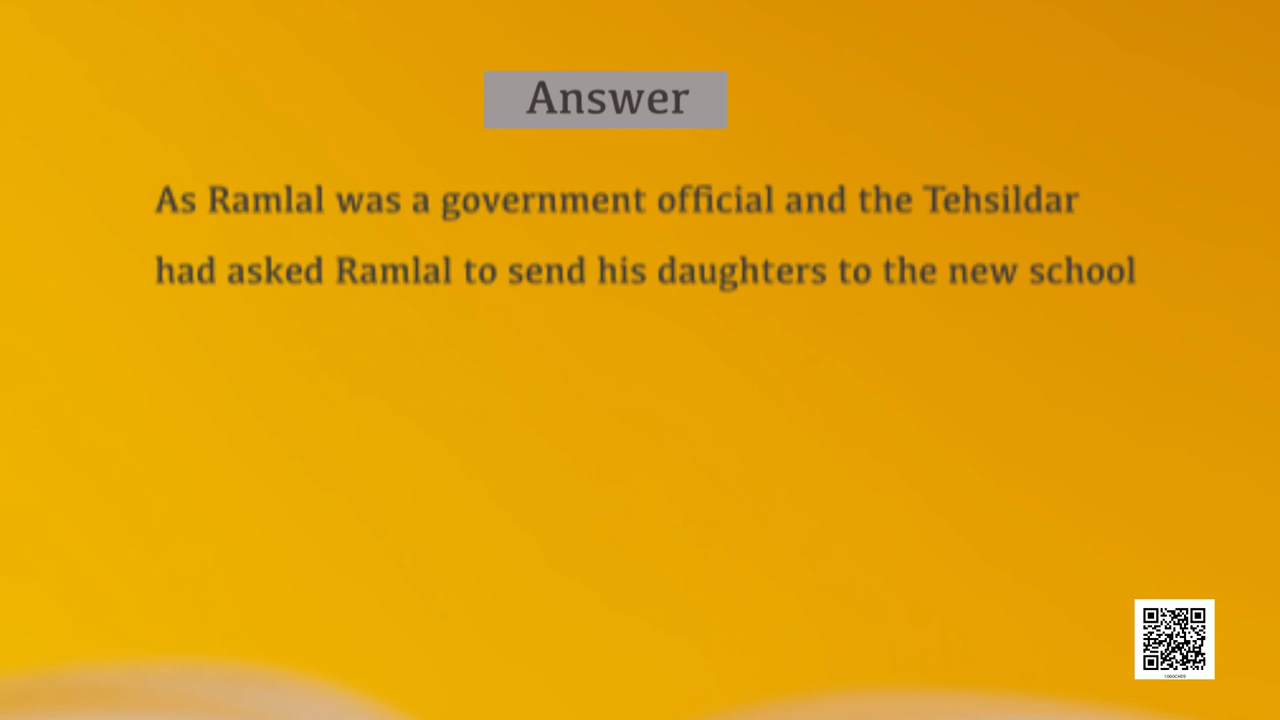 Answer
As Ramlal was a government official and the Tehsildar
had asked Ramlal to send his daughters to the new school